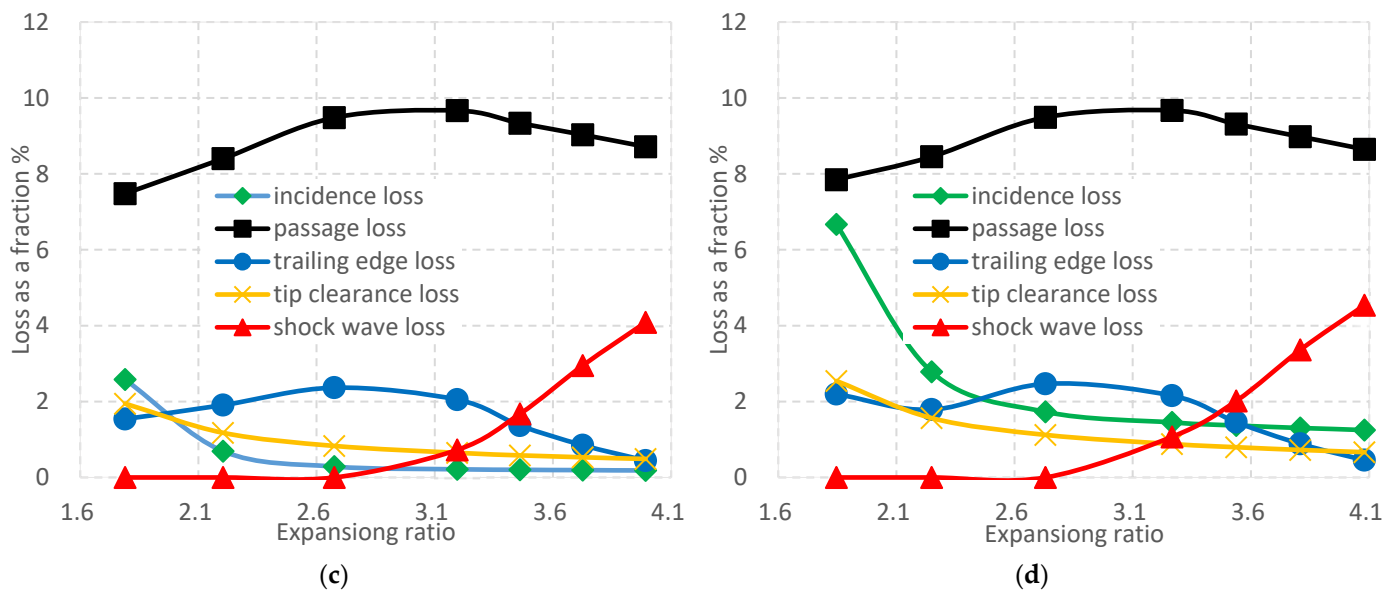 12
10
8
6
4
2
0
Loss as a fraction %
incidence loss
passage loss
trailing edge loss
tip clearance loss
shock wave loss
1.6 2.1 2.6 3.1 3.6 4.1
Expansiong ratio
(c)
12
10
8
6
4
2
0
Loss as a fraction %
incidence loss
passage loss
trailing edge loss
tip clearance loss
shock wave loss
1.6 2.1 2.6 3.1 3.6 4.1
Expansiong ratio
(d)